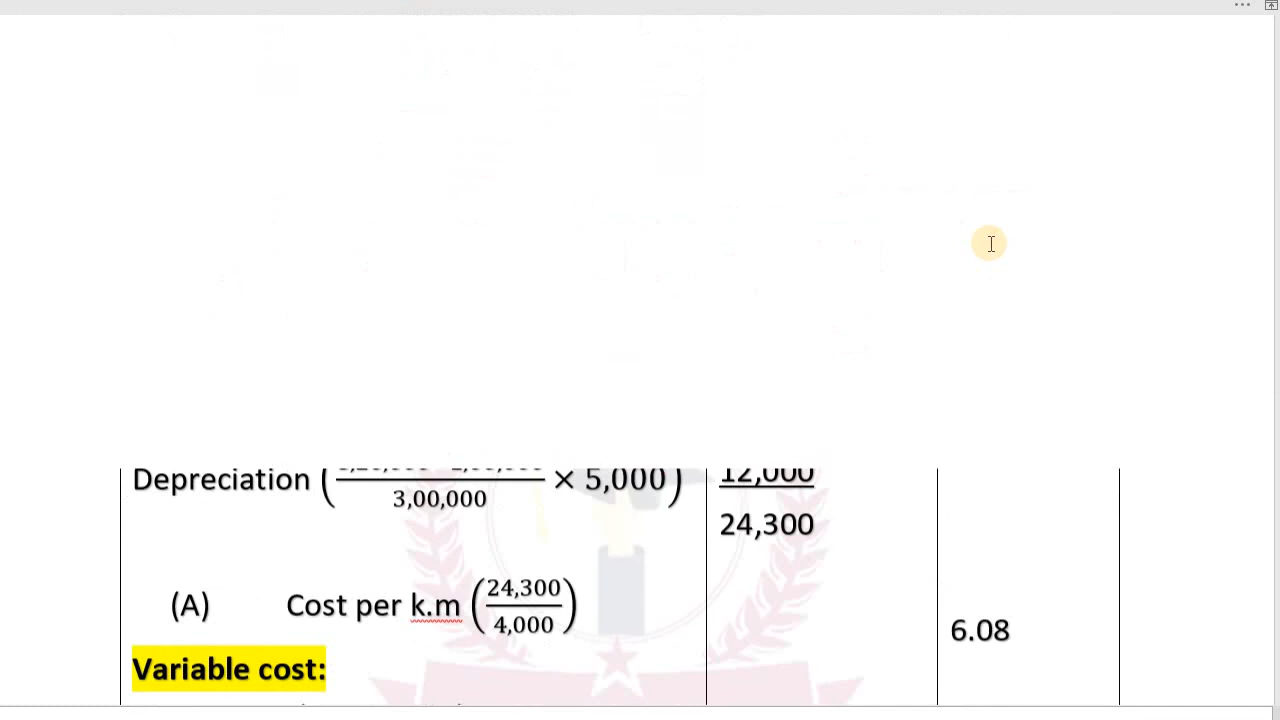 Depreciation ( / 3,00,000 × 5,000) 12,000
24,300
(A) Cost per k.m (24,300 / 4,000)
6.08
Variable cost: